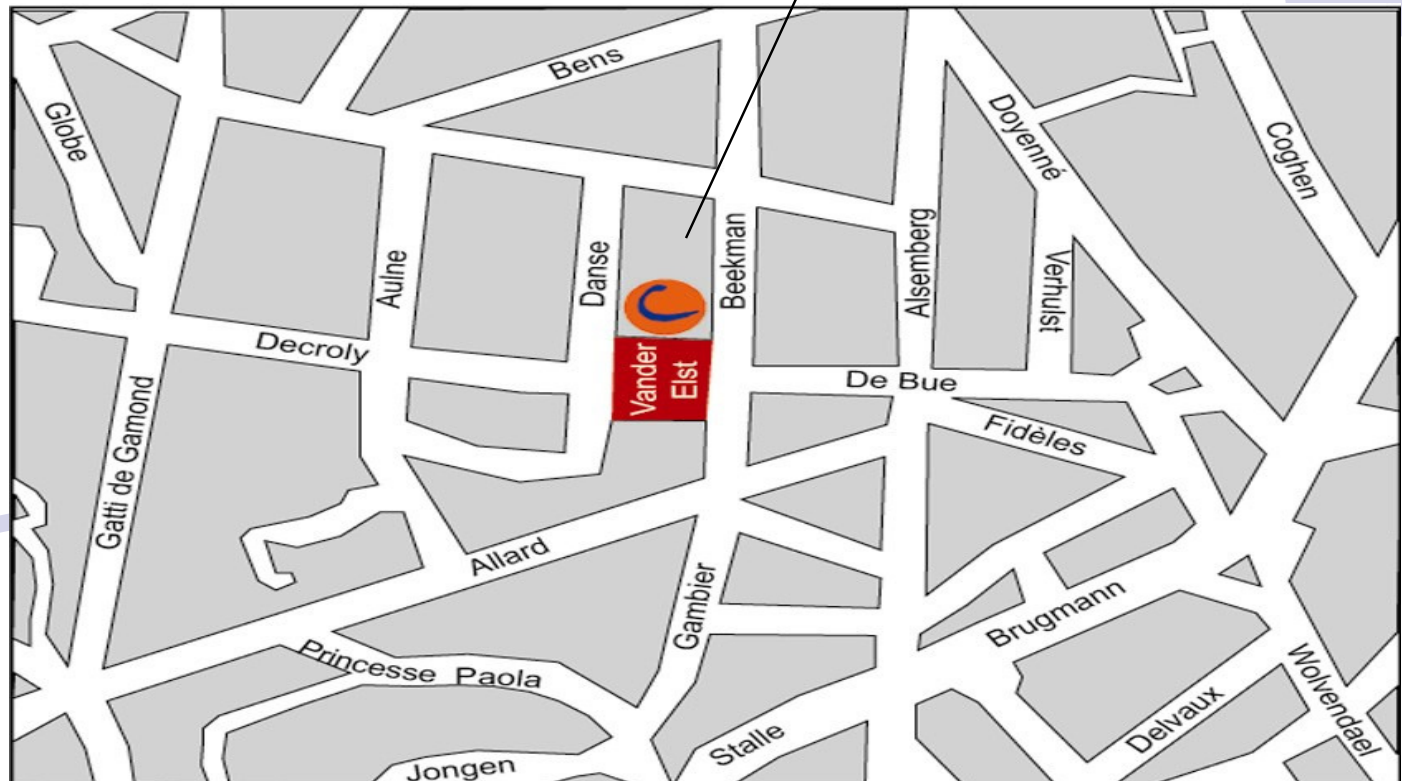 Bens
Globe
Doyenné
Coghen
Aulne
Danse
Beekman
Alsemberg
Verhulst
Decroly
Vander
Elst
De Bue
Gatti de Gamond
Fidèles
Allard
Gambier
Brugmann
Princesse Paola
Wolvendael
Delvaux
Stalle
Jongen